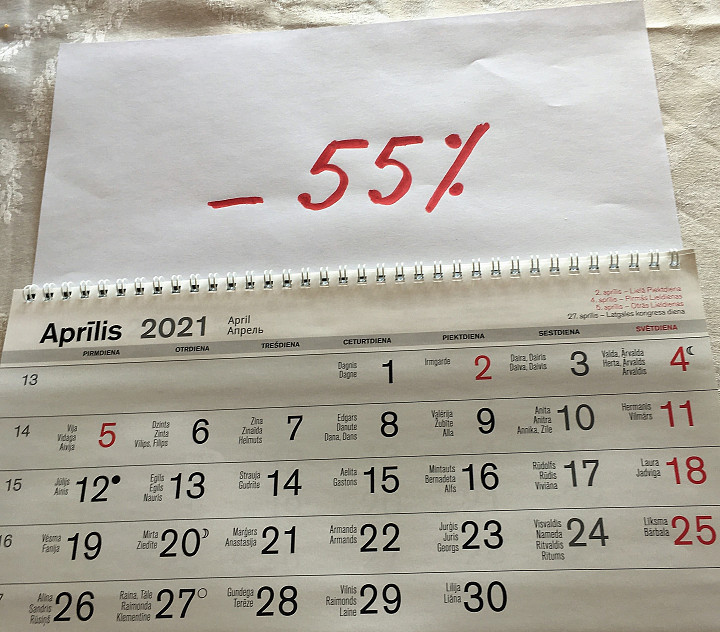 - 55%
2. aprīlis – Lielā Piektdiena
4. aprīlis – Pirmās Lieldienas
5. aprīlis – Otrās Lieldienas
27. aprīlis – Latgales kongresa diena
Aprīlis 2021 April
Апрель
PIRMDIENA OTRDIENA TREŠDIENA CETURTDIENA PIEKTDIENA SESTDIENA SVĒTDIENA
13 Dagnis Dagne 1 Irmgarde 2 Daira, Dairis Daiva, Daivis 3 Valda, Arvalda Herta, Arvalds Arvaldis 4
14 Vija Vidaga Aivija 5 Dzinta Zinta Vilips, Filips 6 Zina Zinaīda Helmuts 7 Edgars Danute Dana, Dans 8 Valērija Žubīte Alla 9 Anita Anitra Annika, Zīle 10 Hermanis Vilmārs 11
15 Jūlijs Ainis 12 Egils Egīls Nauris 13 Strauja Gudrīte 14 Aelita Gastons 15 Mintauts Bernadeta Alfs 16 Rūdolfs Rūdis Viviāna 17 Laura Jadviga 18
16 Vēsma Fanija 19 Mirta Ziedīte 20 Marģers Anastasija 21 Armanda Armands 22 Jurģis Juris Georgs 23 Visvaldis Nameda Ritvaldis Ritums 24 Līksma Bārbala 25
Alīna Sandris Rūsiņš 26 Raina, Tāle Raimonda Klementīne 27 Gundega Terēze 28 Vilnis Raimonds Laine 29 Lilija Liāna 30